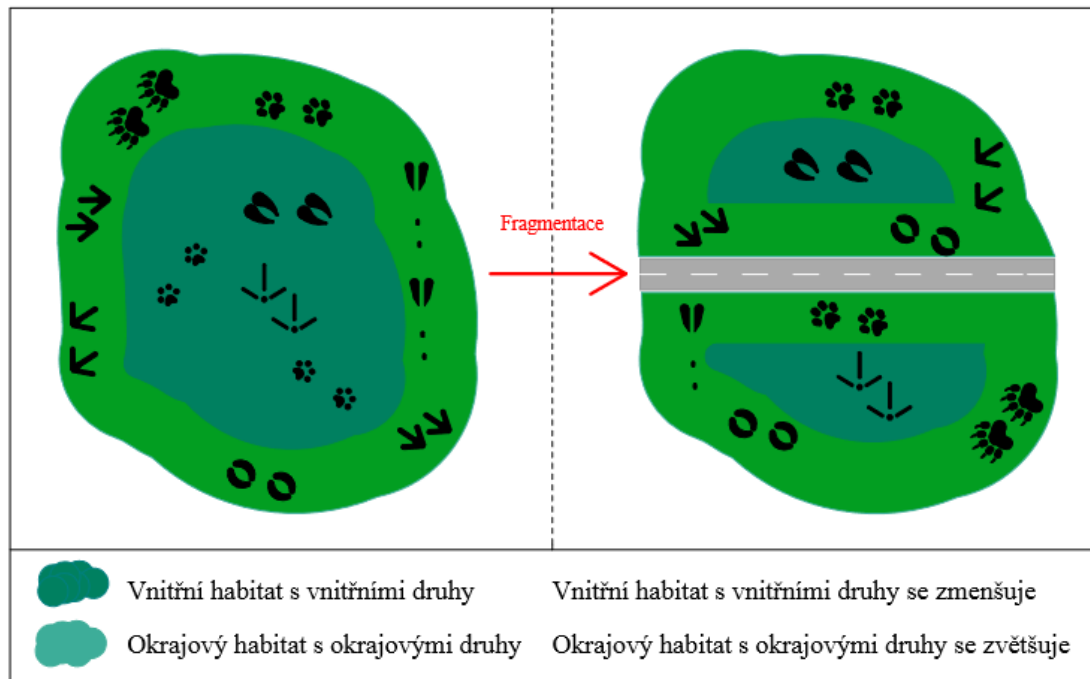 Fragmentace
Vnitřní habitat s vnitřními druhy
Vnitřní habitat s vnitřními druhy se zmenšuje
Okrajový habitat s okrajovými druhy
Okrajový habitat s okrajovými druhy se zvětšuje